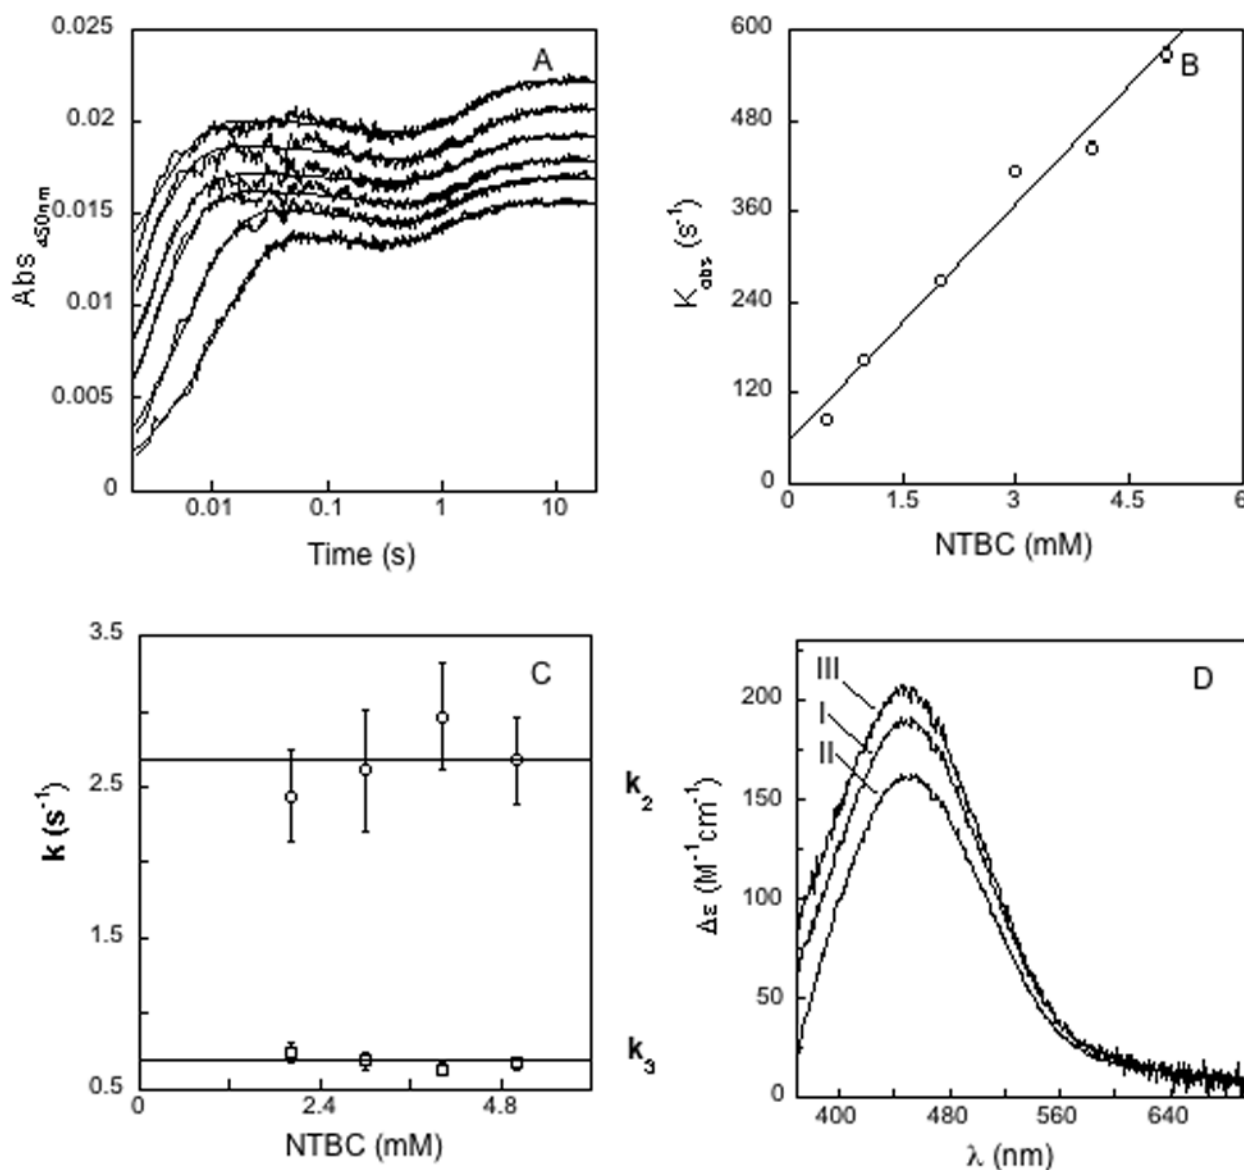 A
0.025
0.02
0.015
0.01
0.005
0
Abs 450nm
0.01 0.1 1 10
Time (s)
B
600
480
360
240
120
0
K abs (s-1)
0 1.5 3 4.5 6
NTBC (mM)
C
3.5
2.5
1.5
0.5
k (s-1)
k2
k3
0 2.4 4.8
NTBC (mM)
D
III
I
II
200
150
100
50
0
Δε (M-1cm-1)
400 480 560 640
λ (nm)